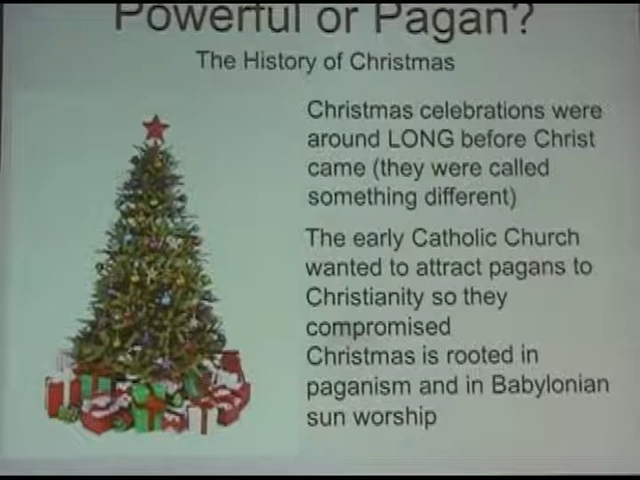 Powerful or Pagan?
The History of Christmas
Christmas celebrations were
around LONG before Christ
came (they were called
something different)
The early Catholic Church
wanted to attract pagans to
Christianity so they
compromised
Christmas is rooted in
paganism and in Babylonian
sun worship